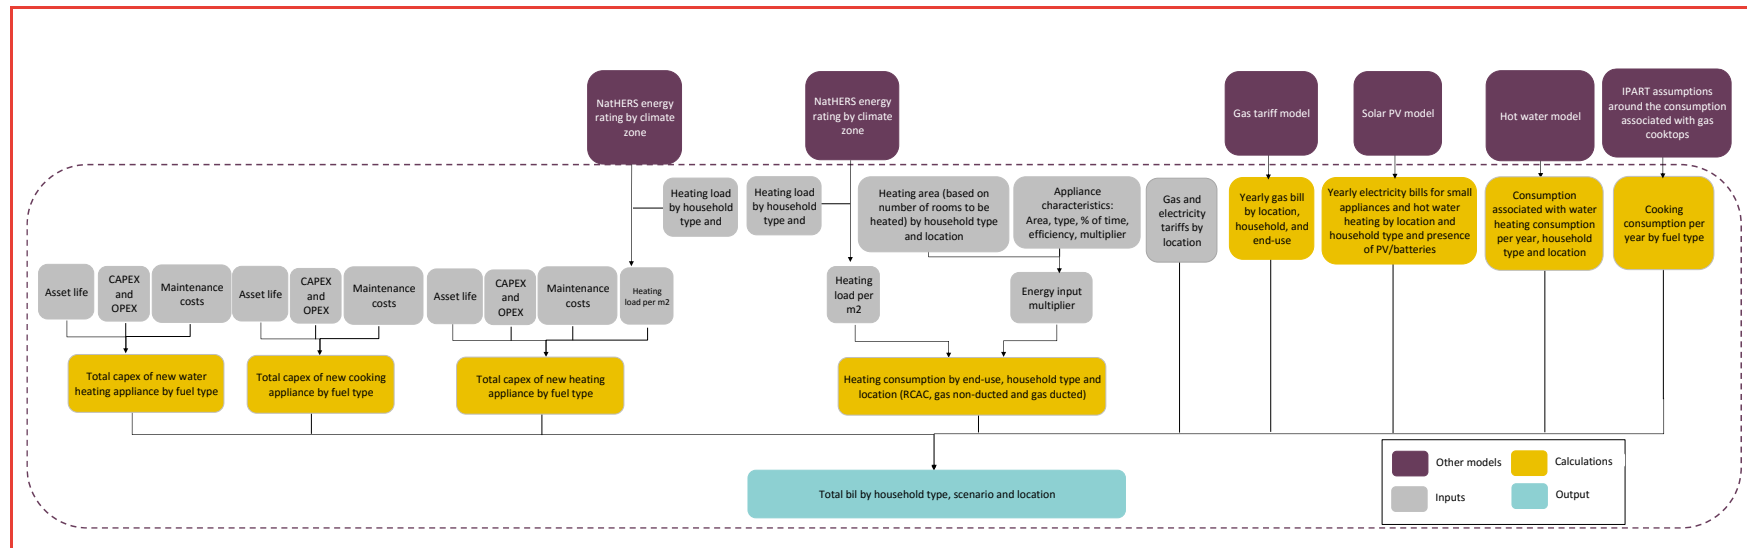 NatHERS energy
rating by climate
zone
NatHERS energy
rating by climate
zone
Gas tariff model
Solar PV model
Hot water model
IPART assumptions
around the consumption
associated with gas
cooktops
Heating load
by household
type and
Heating load
by household
type and
Heating area (based on
number of rooms to be
heated) by household type
and location
Appliance
characteristics:
Area, type, % of time,
efficiency, multiplier
Gas and
electricity
tariffs by
location
Yearly gas bill
by location,
household, and
end-use
Yearly electricity bills for small
appliances and hot water
heating by location and
household type and presence
of PV/batteries
Consumption
associated with water
heating consumption
per year, household
type and location
Cooking
consumption per
year by fuel type
Asset life
CAPEX
and
OPEX
Maintenance
costs
Asset life
CAPEX
and
OPEX
Maintenance
costs
Asset life
CAPEX
and
OPEX
Maintenance
costs
Heating
load per m2
Heating
load per
m2
Energy input
multiplier
Total capex of new water
heating appliance by fuel type
Total capex of new cooking
appliance by fuel type
Total capex of new heating
appliance by fuel type
Heating consumption by end-use, household type and
location (RCAC, gas non-ducted and gas ducted)
Total bil by household type, scenario and location
Other models
Calculations
Inputs
Output